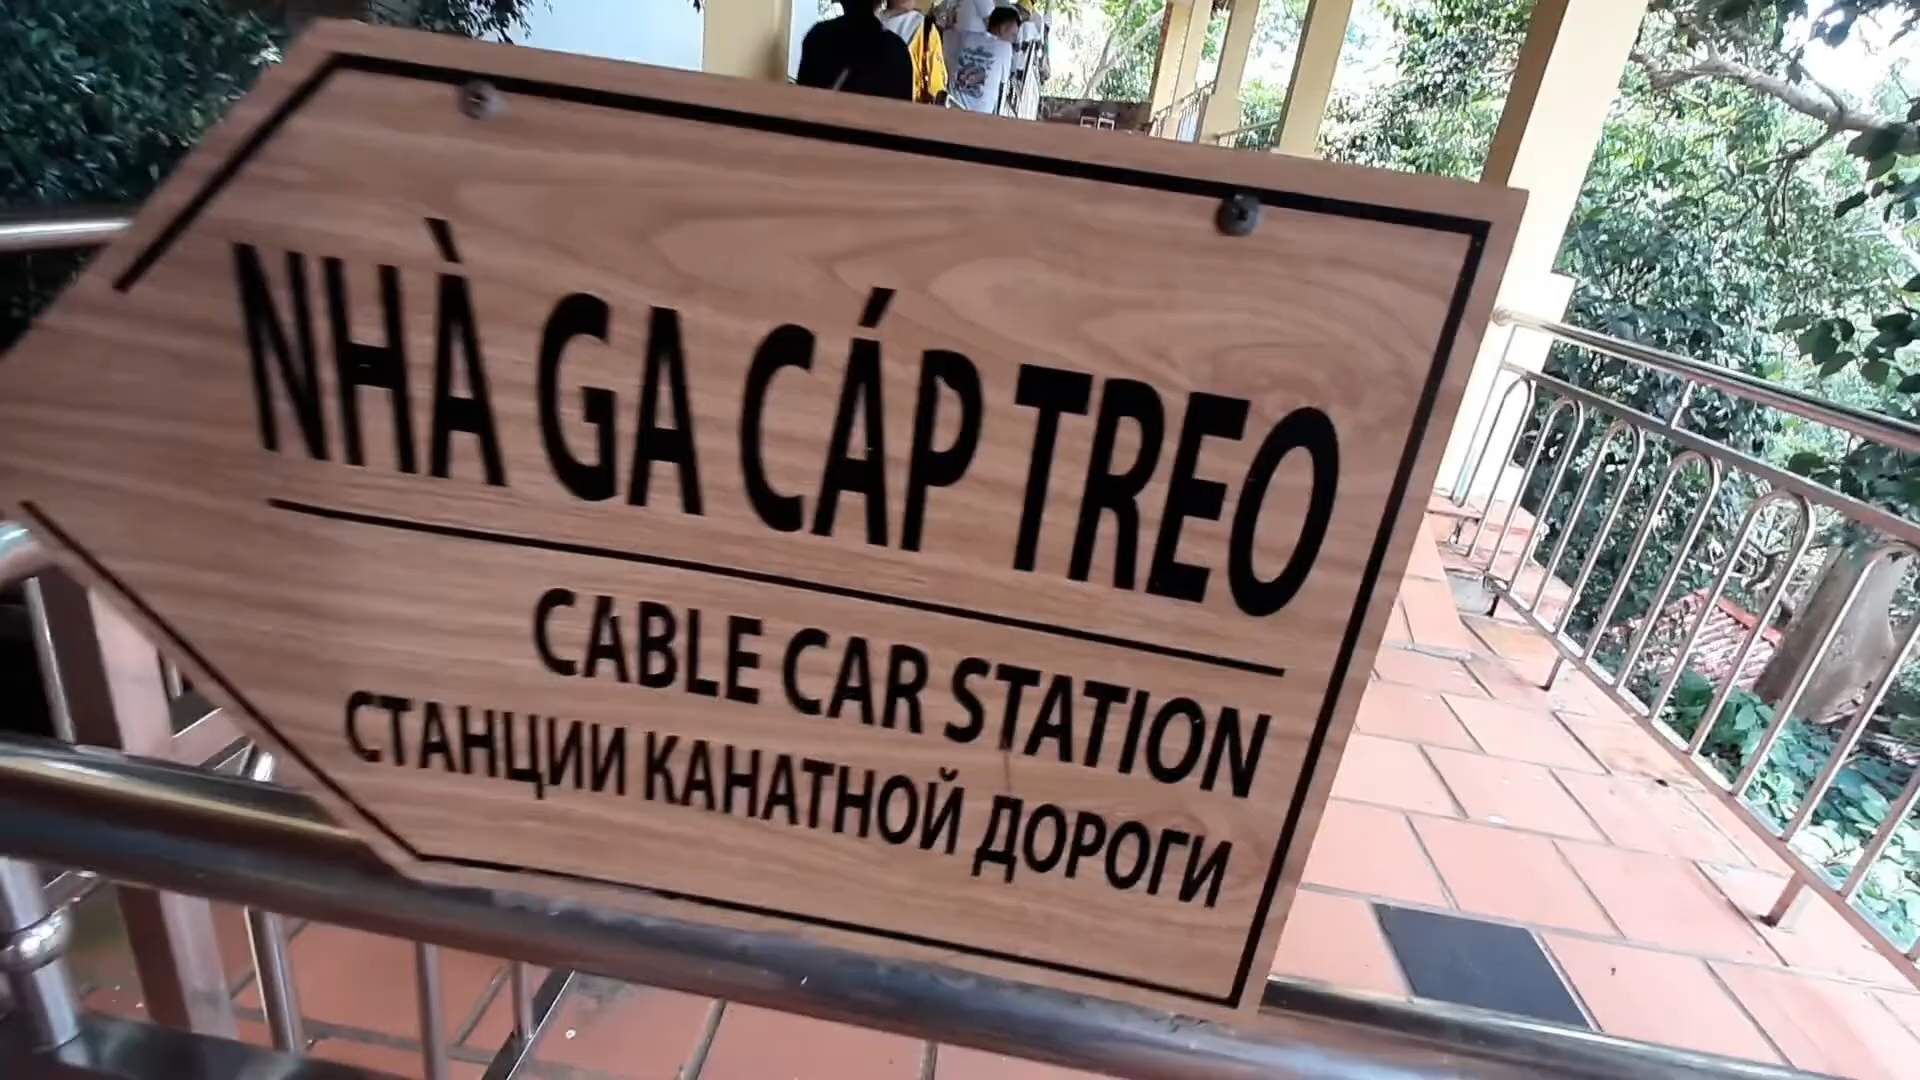 NHÀ GA CÁP TREO
CABLE CAR STATION
СТАНЦИИ КАНАТНОЙ ДОРОГИ